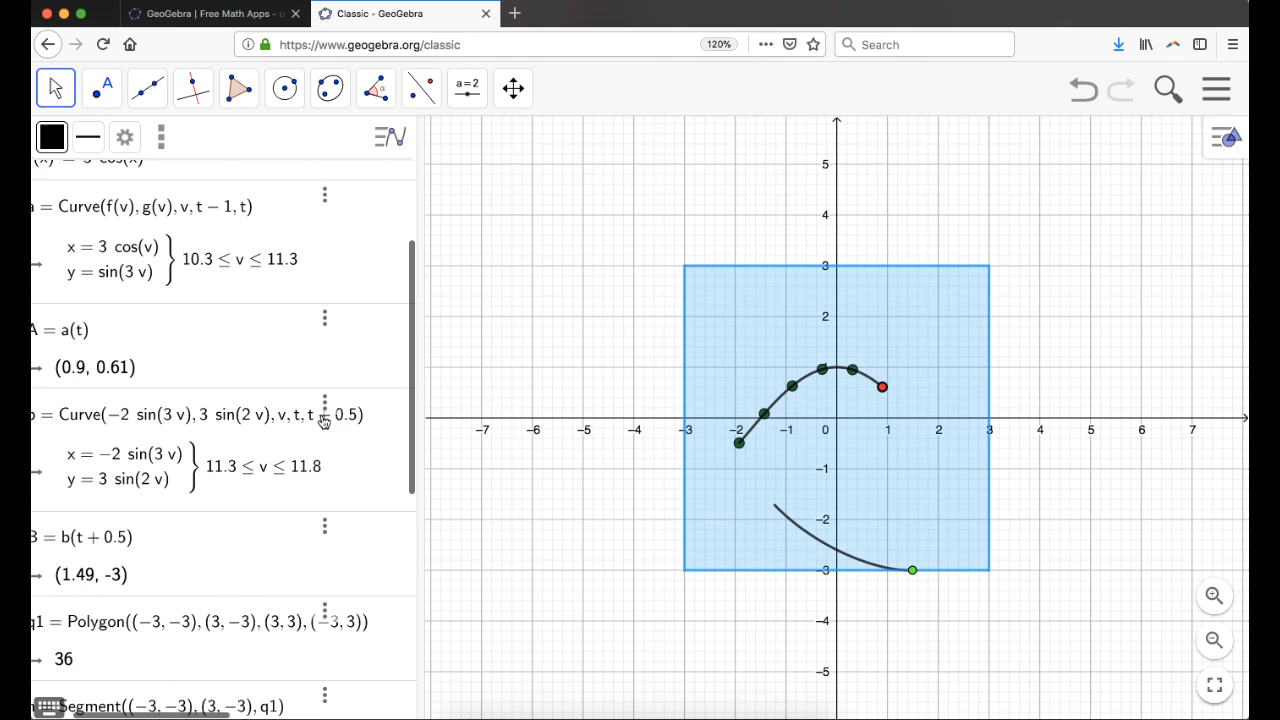 GeoGebra | Free Math Apps - u
Classic - GeoGebra
https://www.geogebra.org/classic
120%
Search
a=2
(x) = 3 cos(x)
a = Curve(f(v), g(v), v, t − 1, t)
x = 3 cos(v)
y = sin(3 v)
10.3 ≤ v ≤ 11.3
A = a(t)
(0.9, 0.61)
b = Curve(−2 sin(3 v), 3 sin(2 v), v, t, t + 0.5)
x = −2 sin(3 v)
y = 3 sin(2 v)
11.3 ≤ v ≤ 11.8
B = b(t + 0.5)
(1.49, -3)
q1 = Polygon((−3, −3), (3, −3), (3, 3), (−3, 3))
36
Segment((−3, −3), (3, −3), q1)
5
4
3
2
1
−7 −6 −5 −4 −3 −2 −1 0 1 2 3 4 5 6 7
−1
−2
−3
−4
−5